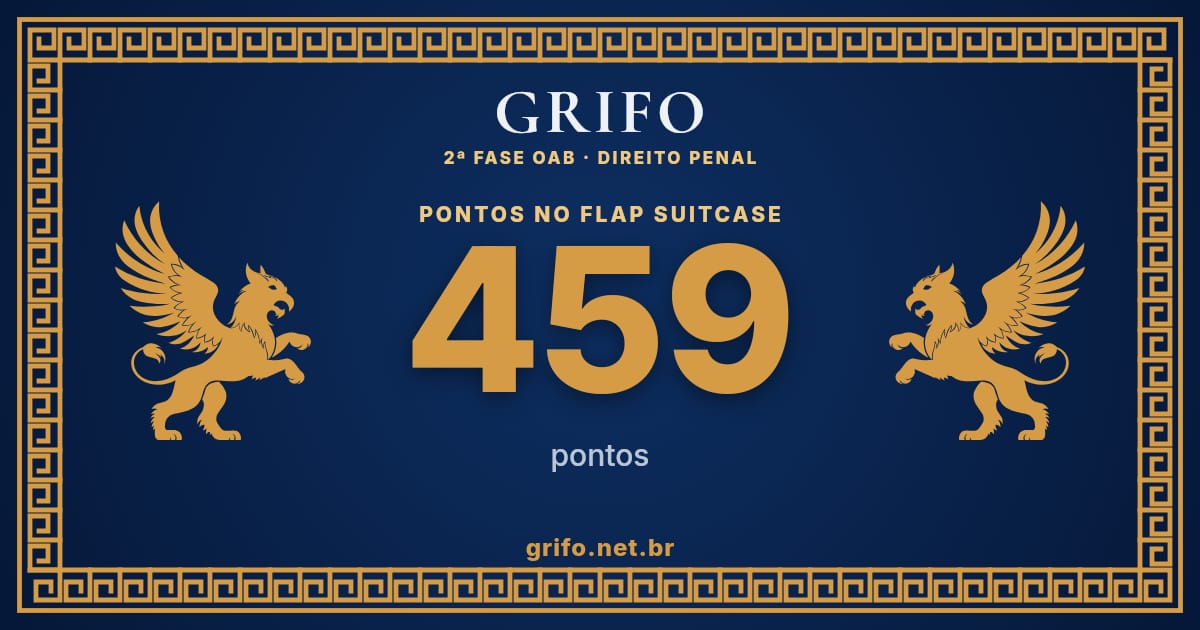 GRIFO
2ª FASE OAB · DIREITO PENAL
PONTOS NO FLAP SUITCASE
459
pontos
grifo.net.br